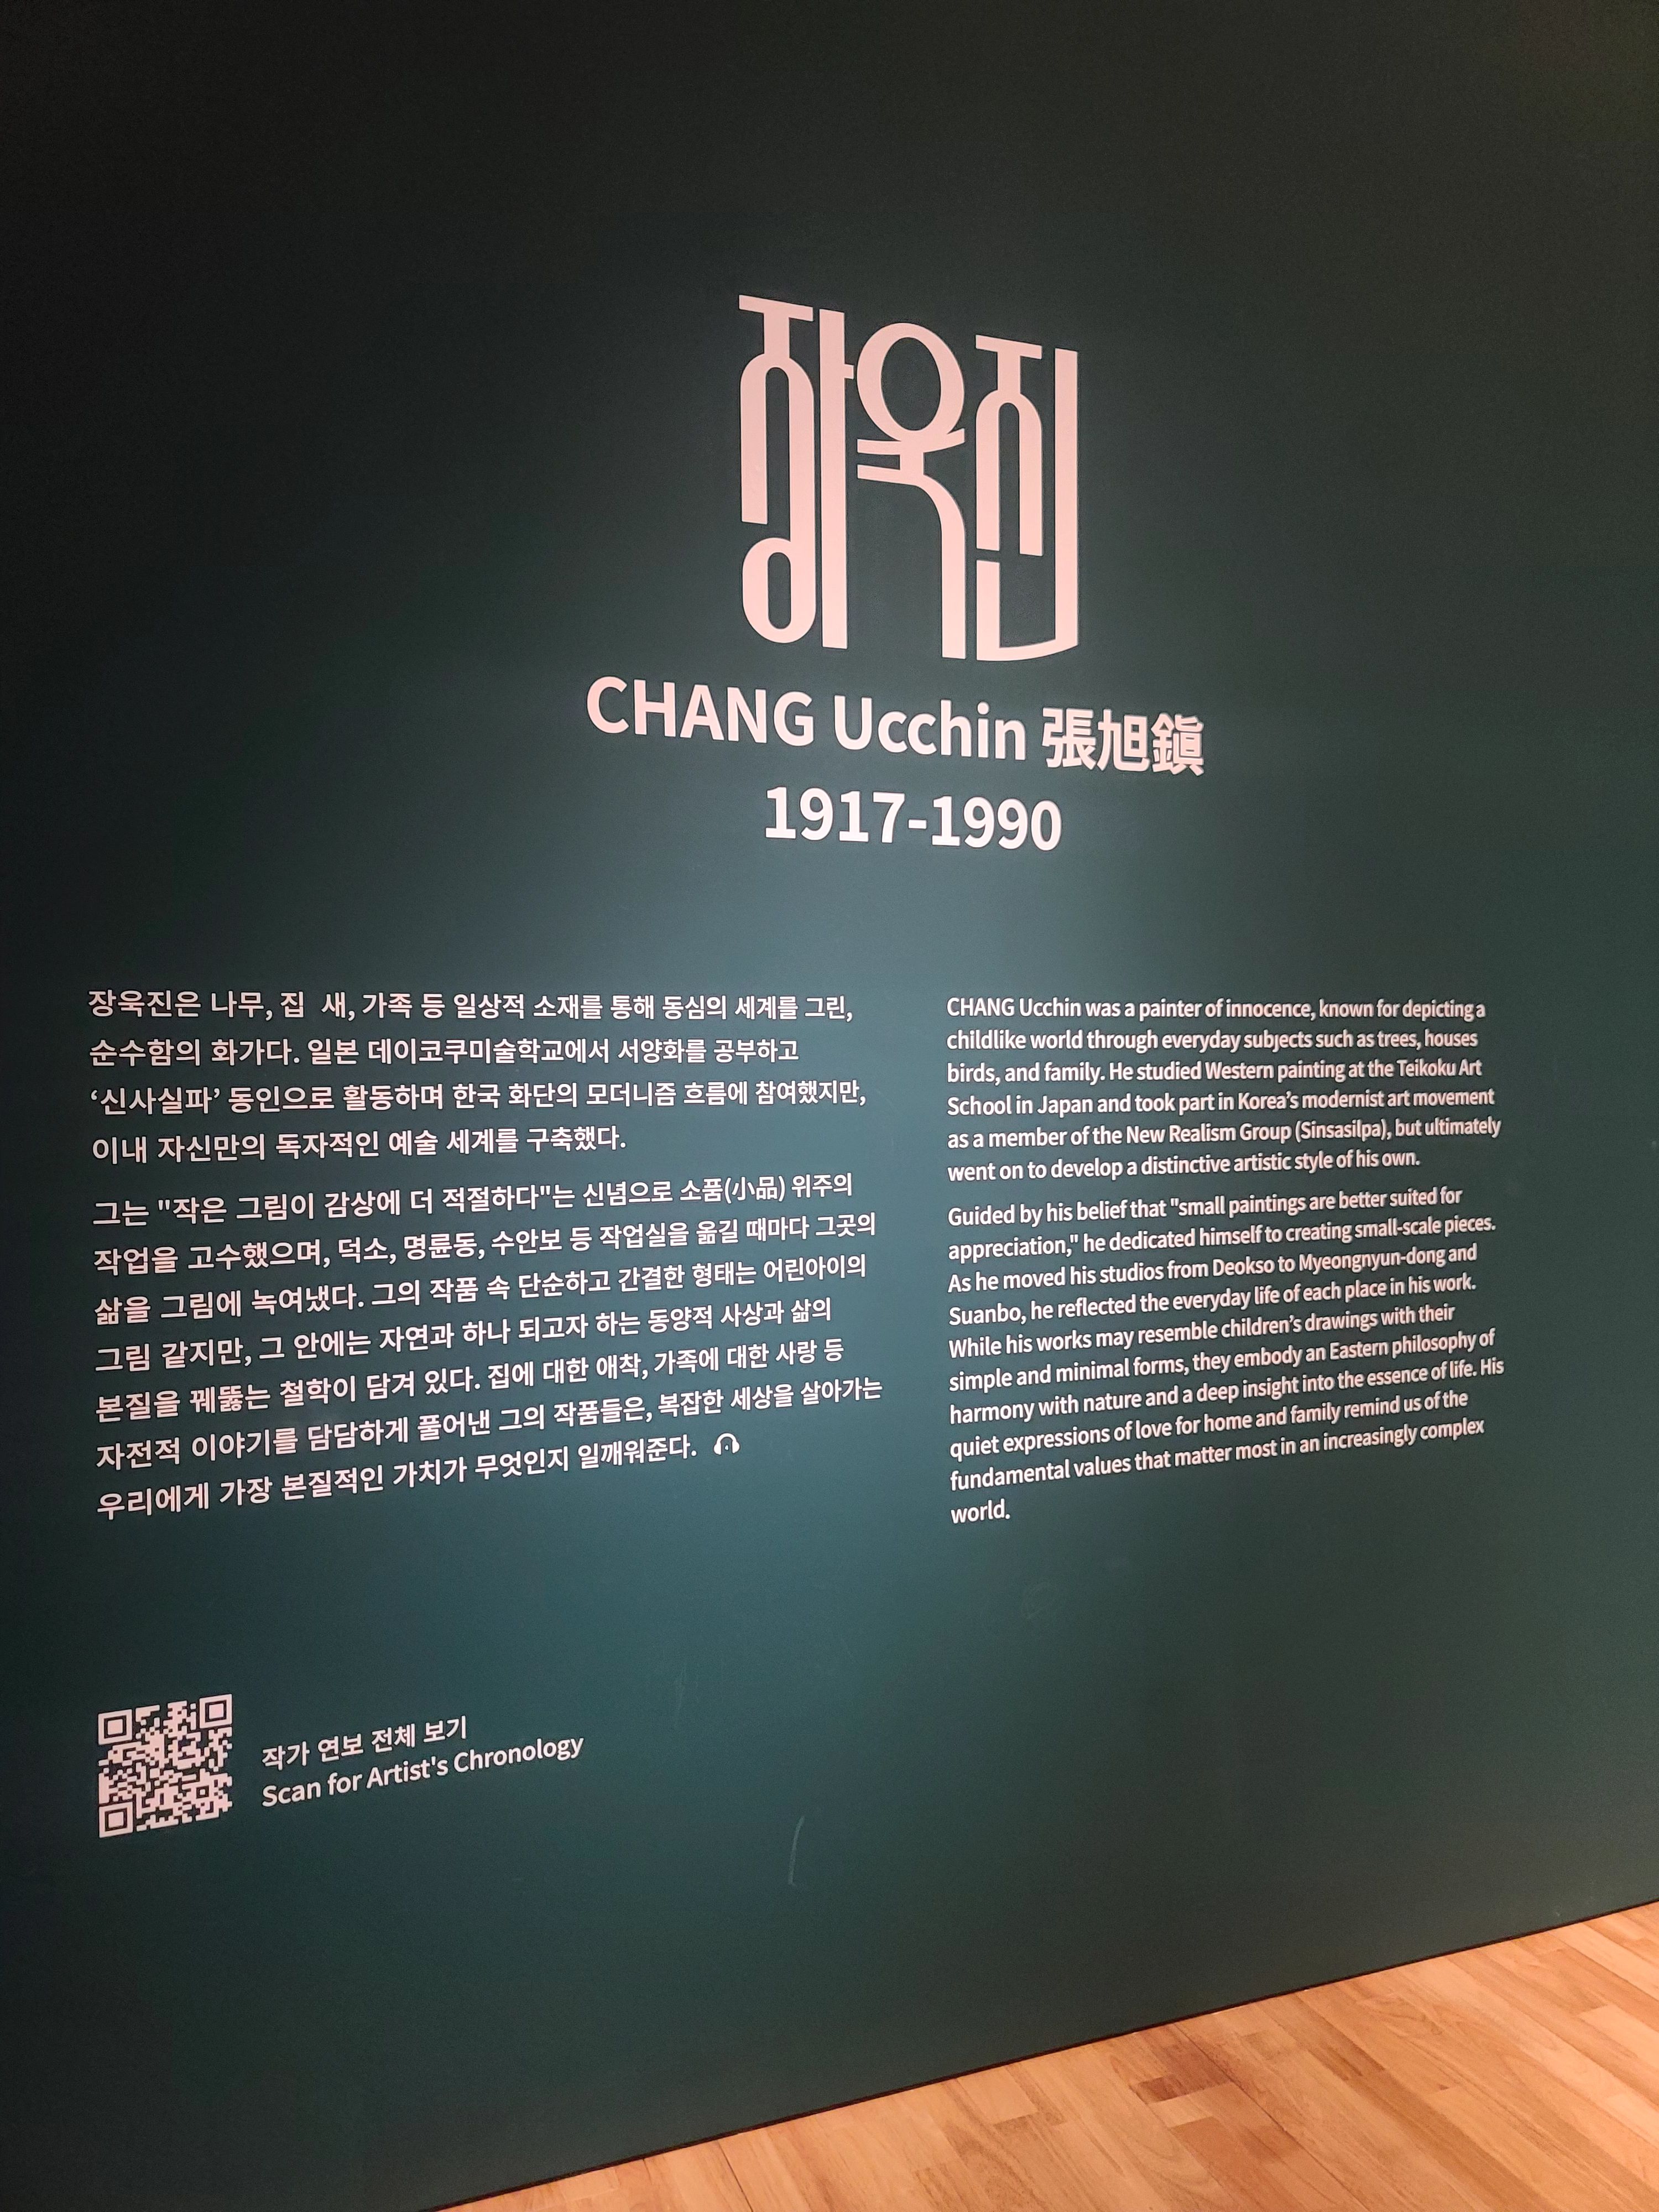 장욱진
CHANG Ucchin 張旭鎭
1917-1990
장욱진은 나무, 집 새, 가족 등 일상적 소재를 통해 동심의 세계를 그린,
순수함의 화가다. 일본 데이코쿠미술학교에서 서양화를 공부하고
‘신사실파’ 동인으로 활동하며 한국 화단의 모더니즘 흐름에 참여했지만,
이내 자신만의 독자적인 예술 세계를 구축했다.
그는 "작은 그림이 감상에 더 적절하다"는 신념으로 소품(小品) 위주의
작업을 고수했으며, 덕소, 명륜동, 수안보 등 작업실을 옮길 때마다 그곳의
삶을 그림에 녹여냈다. 그의 작품 속 단순하고 간결한 형태는 어린아이의
그림 같지만, 그 안에는 자연과 하나 되고자 하는 동양적 사상과 삶의
본질을 꿰뚫는 철학이 담겨 있다. 집에 대한 애착, 가족에 대한 사랑 등
자전적 이야기를 담담하게 풀어낸 그의 작품들은, 복잡한 세상을 살아가는
우리에게 가장 본질적인 가치가 무엇인지 일깨워준다.
CHANG Ucchin was a painter of innocence, known for depicting a
childlike world through everyday subjects such as trees, houses
birds, and family. He studied Western painting at the Teikoku Art
School in Japan and took part in Korea’s modernist art movement
as a member of the New Realism Group (Sinsasilpa), but ultimately
went on to develop a distinctive artistic style of his own.
Guided by his belief that "small paintings are better suited for
appreciation," he dedicated himself to creating small-scale pieces.
As he moved his studios from Deokso to Myeongnyun-dong and
Suanbo, he reflected the everyday life of each place in his work.
While his works may resemble children’s drawings with their
simple and minimal forms, they embody an Eastern philosophy of
harmony with nature and a deep insight into the essence of life. His
quiet expressions of love for home and family remind us of the
fundamental values that matter most in an increasingly complex
world.
작가 연보 전체 보기
Scan for Artist's Chronology